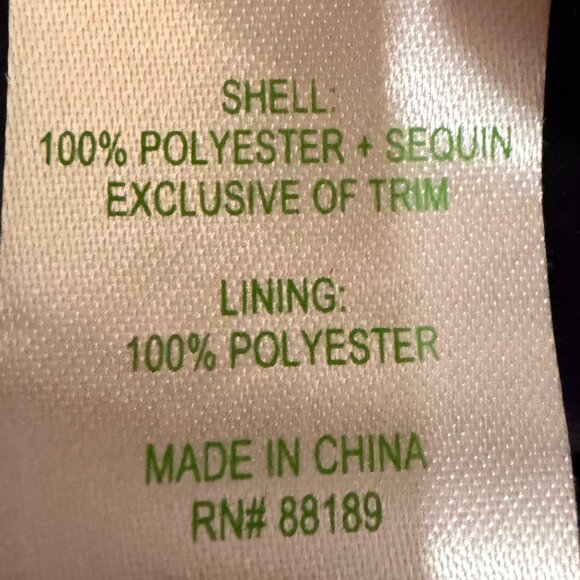 SHELL:
100% POLYESTER + SEQUIN
EXCLUSIVE OF TRIM
LINING:
100% POLYESTER
MADE IN CHINA
RN# 88189